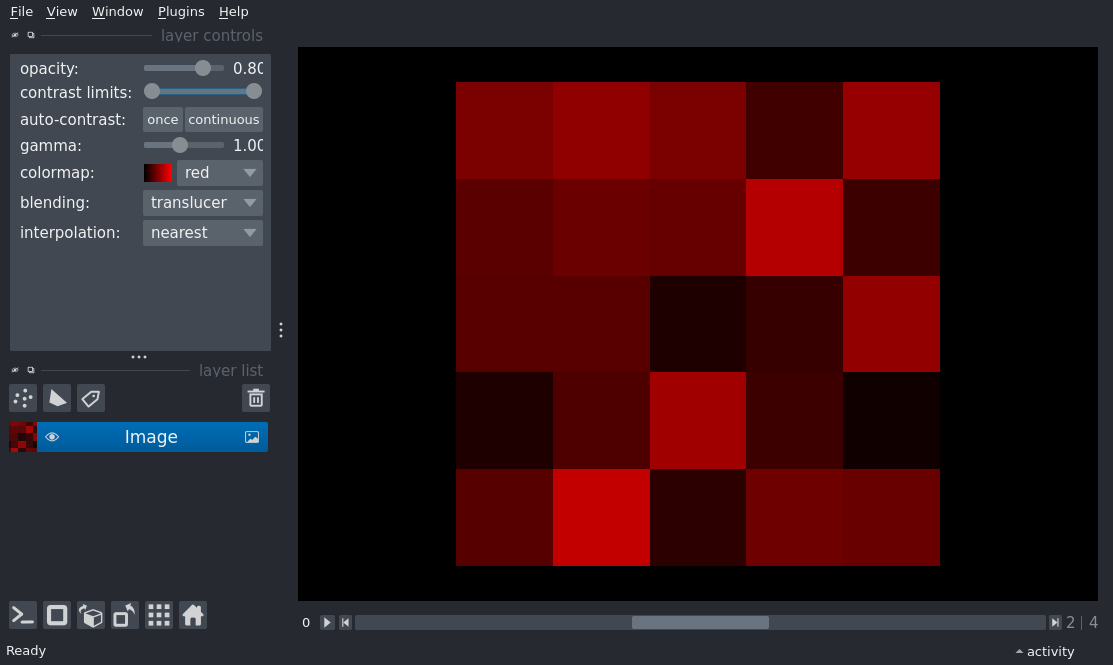 File View Window Plugins Help
layer controls
opacity: 0.80
contrast limits:
auto-contrast: once continuous
gamma: 1.00
colormap: red
blending: translucer
interpolation: nearest
layer list
Image
0 2 | 4
Ready activity